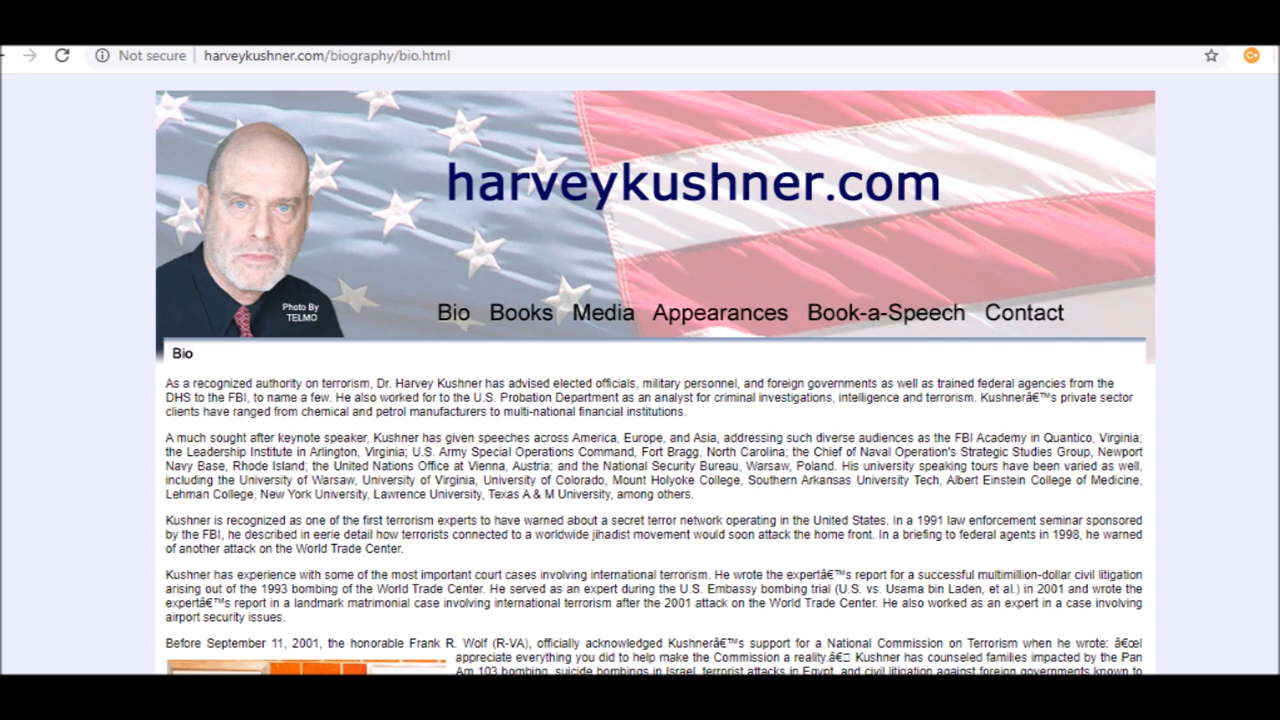 Not secure | harveykushner.com/biography/bio.html
harveykushner.com
Photo By
TELMO
Bio Books Media Appearances Book-a-Speech Contact
Bio
As a recognized authority on terrorism, Dr. Harvey Kushner has advised elected officials, military personnel, and foreign governments as well as trained federal agencies from the
DHS to the FBI, to name a few. He also worked for to the U.S. Probation Department as an analyst for criminal investigations, intelligence and terrorism. Kushnerâ€™s private sector
clients have ranged from chemical and petrol manufacturers to multi-national financial institutions.
A much sought after keynote speaker, Kushner has given speeches across America, Europe, and Asia, addressing such diverse audiences as the FBI Academy in Quantico, Virginia;
the Leadership Institute in Arlington, Virginia; U.S. Army Special Operations Command, Fort Bragg, North Carolina; the Chief of Naval Operation's Strategic Studies Group, Newport
Navy Base, Rhode Island; the United Nations Office at Vienna, Austria; and the National Security Bureau, Warsaw, Poland. His university speaking tours have been varied as well,
including the University of Warsaw, University of Virginia, University of Colorado, Mount Holyoke College, Southern Arkansas University Tech, Albert Einstein College of Medicine,
Lehman College, New York University, Lawrence University, Texas A & M University, among others.
Kushner is recognized as one of the first terrorism experts to have warned about a secret terror network operating in the United States. In a 1991 law enforcement seminar sponsored
by the FBI, he described in eerie detail how terrorists connected to a worldwide jihadist movement would soon attack the home front. In a briefing to federal agents in 1998, he warned
of another attack on the World Trade Center.
Kushner has experience with some of the most important court cases involving international terrorism. He wrote the expertâ€™s report for a successful multimillion-dollar civil litigation
arising out of the 1993 bombing of the World Trade Center. He served as an expert during the U.S. Embassy bombing trial (U.S. vs. Usama bin Laden, et al.) in 2001 and wrote the
expertâ€™s report in a landmark matrimonial case involving international terrorism after the 2001 attack on the World Trade Center. He also worked as an expert in a case involving
airport security issues.
Before September 11, 2001, the honorable Frank R. Wolf (R-VA), officially acknowledged Kushnerâ€™s support for a National Commission on Terrorism when he wrote: â€œI
appreciate everything you did to help make the Commission a reality.â€ Kushner has counseled families impacted by the Pan
Am 103 bombing, suicide bombings in Israel, terrorist attacks in Egypt, and civil litigation against foreign governments known to